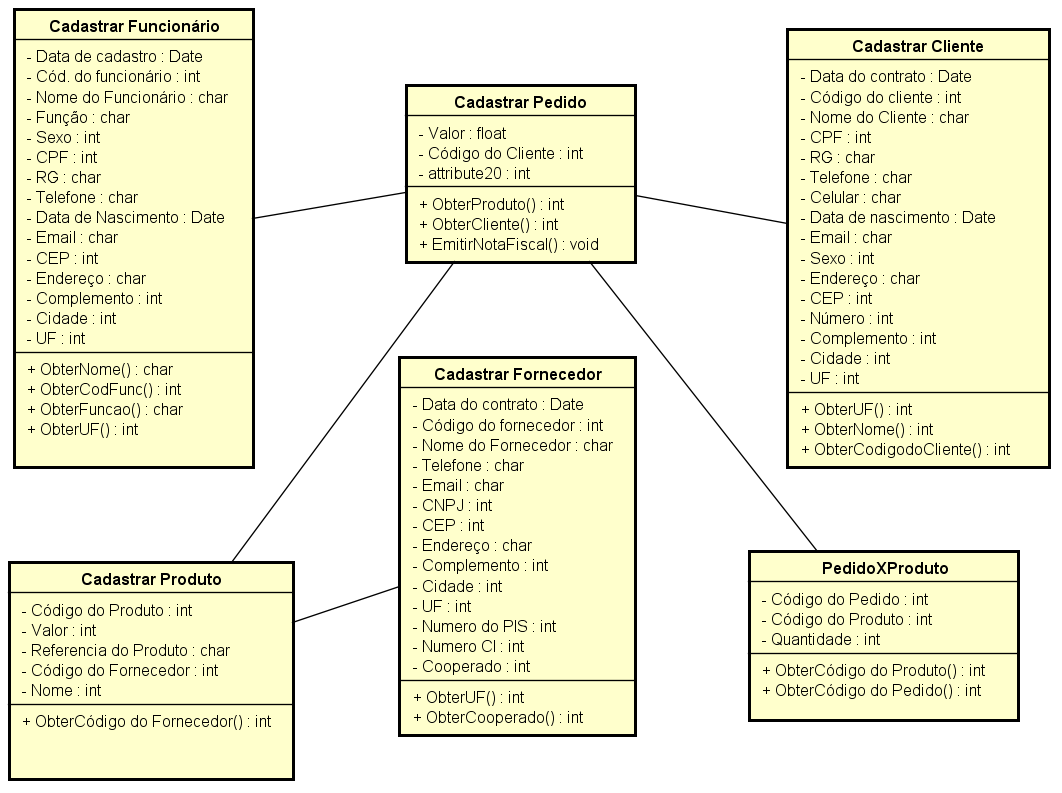 Cadastrar Funcionário
- Data de cadastro : Date
- Cód. do funcionário : int
- Nome do Funcionário : char
- Função : char
- Sexo : int
- CPF : int
- RG : char
- Telefone : char
- Data de Nascimento : Date
- Email : char
- CEP : int
- Endereço : char
- Complemento : int
- Cidade : int
- UF : int
+ ObterNome() : char
+ ObterCodFunc() : int
+ ObterFuncao() : char
+ ObterUF() : int
Cadastrar Pedido
- Valor : float
- Código do Cliente : int
- attribute20 : int
+ ObterProduto() : int
+ ObterCliente() : int
+ EmitirNotaFiscal() : void
Cadastrar Cliente
- Data do contrato : Date
- Código do cliente : int
- Nome do Cliente : char
- CPF : int
- RG : char
- Telefone : char
- Celular : char
- Data de nascimento : Date
- Email : char
- Sexo : int
- Endereço : char
- CEP : int
- Número : int
- Complemento : int
- Cidade : int
- UF : int
+ ObterUF() : int
+ ObterNome() : int
+ ObterCodigodoCliente() : int
Cadastrar Fornecedor
- Data do contrato : Date
- Código do fornecedor : int
- Nome do Fornecedor : char
- Telefone : char
- Email : char
- CNPJ : int
- CEP : int
- Endereço : char
- Complemento : int
- Cidade : int
- UF : int
- Numero do PIS : int
- Numero CI : int
- Cooperado : int
+ ObterUF() : int
+ ObterCooperado() : int
Cadastrar Produto
- Código do Produto : int
- Valor : int
- Referencia do Produto : char
- Código do Fornecedor : int
- Nome : int
+ ObterCódigo do Fornecedor() : int
PedidoXProduto
- Código do Pedido : int
- Código do Produto : int
- Quantidade : int
+ ObterCódigo do Produto() : int
+ ObterCódigo do Pedido() : int